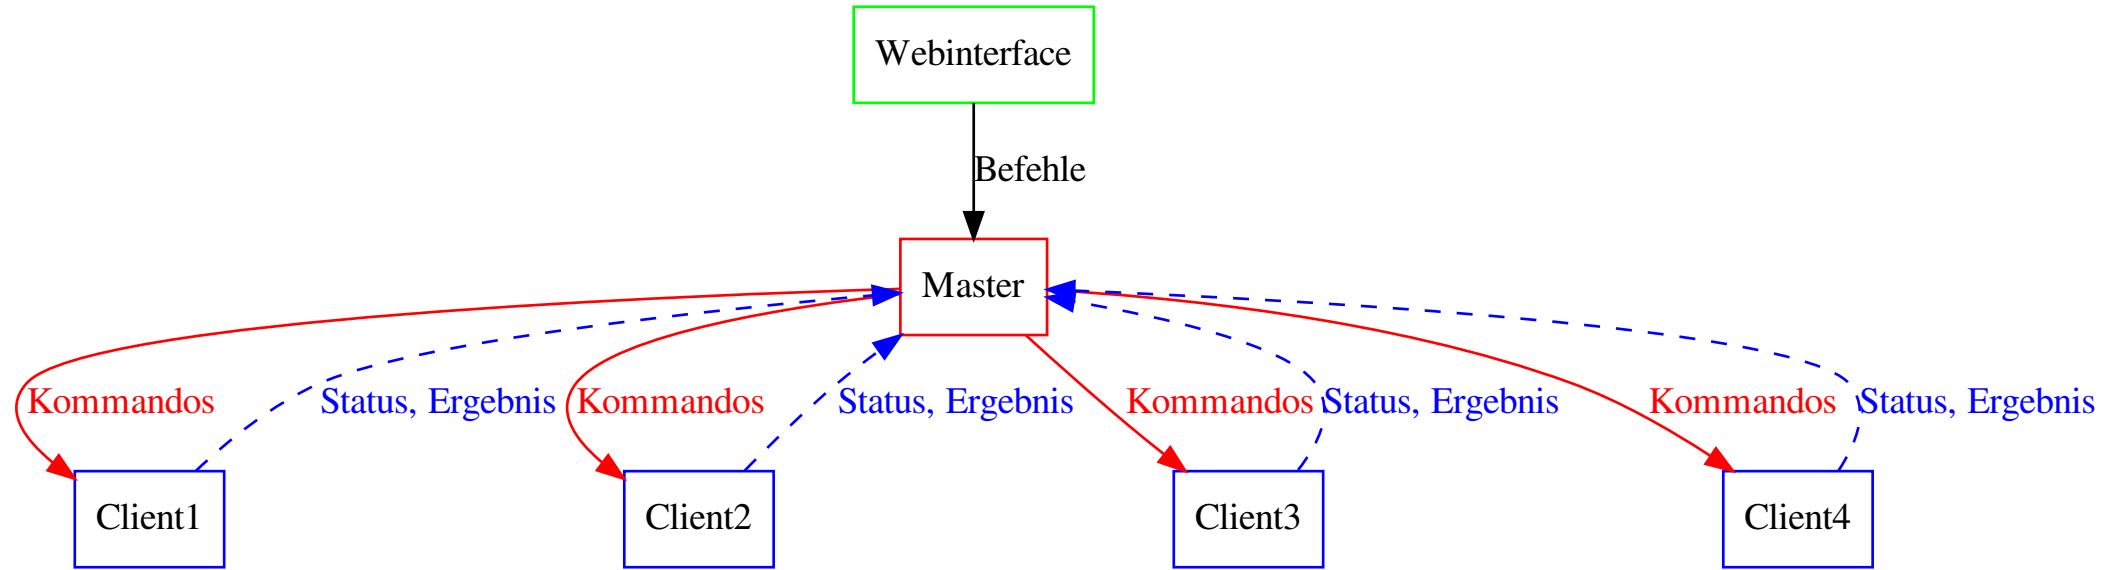 Webinterface
Befehle
Master
Kommandos
Status, Ergebnis
Kommandos
Status, Ergebnis
Kommandos
Status, Ergebnis
Kommandos
Status, Ergebnis
Client1
Client2
Client3
Client4